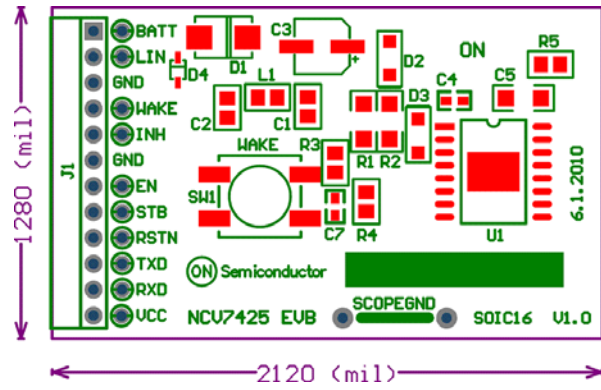 BATT
LIN
GND
WAKE
INH
GND
EN
STB
RSTN
TXD
RXD
VCC
J1
1280 (mil)
D1
D4
C3
+
D2
ON
R5
L1
C2
C1
C4
C5
D3
R1
R2
WAKE
R3
SW1
C7
R4
U1
6.1.2010
ON Semiconductor
SCOPEGND
NCV7425 EVB
SOIC16 V1.0
2120 (mil)